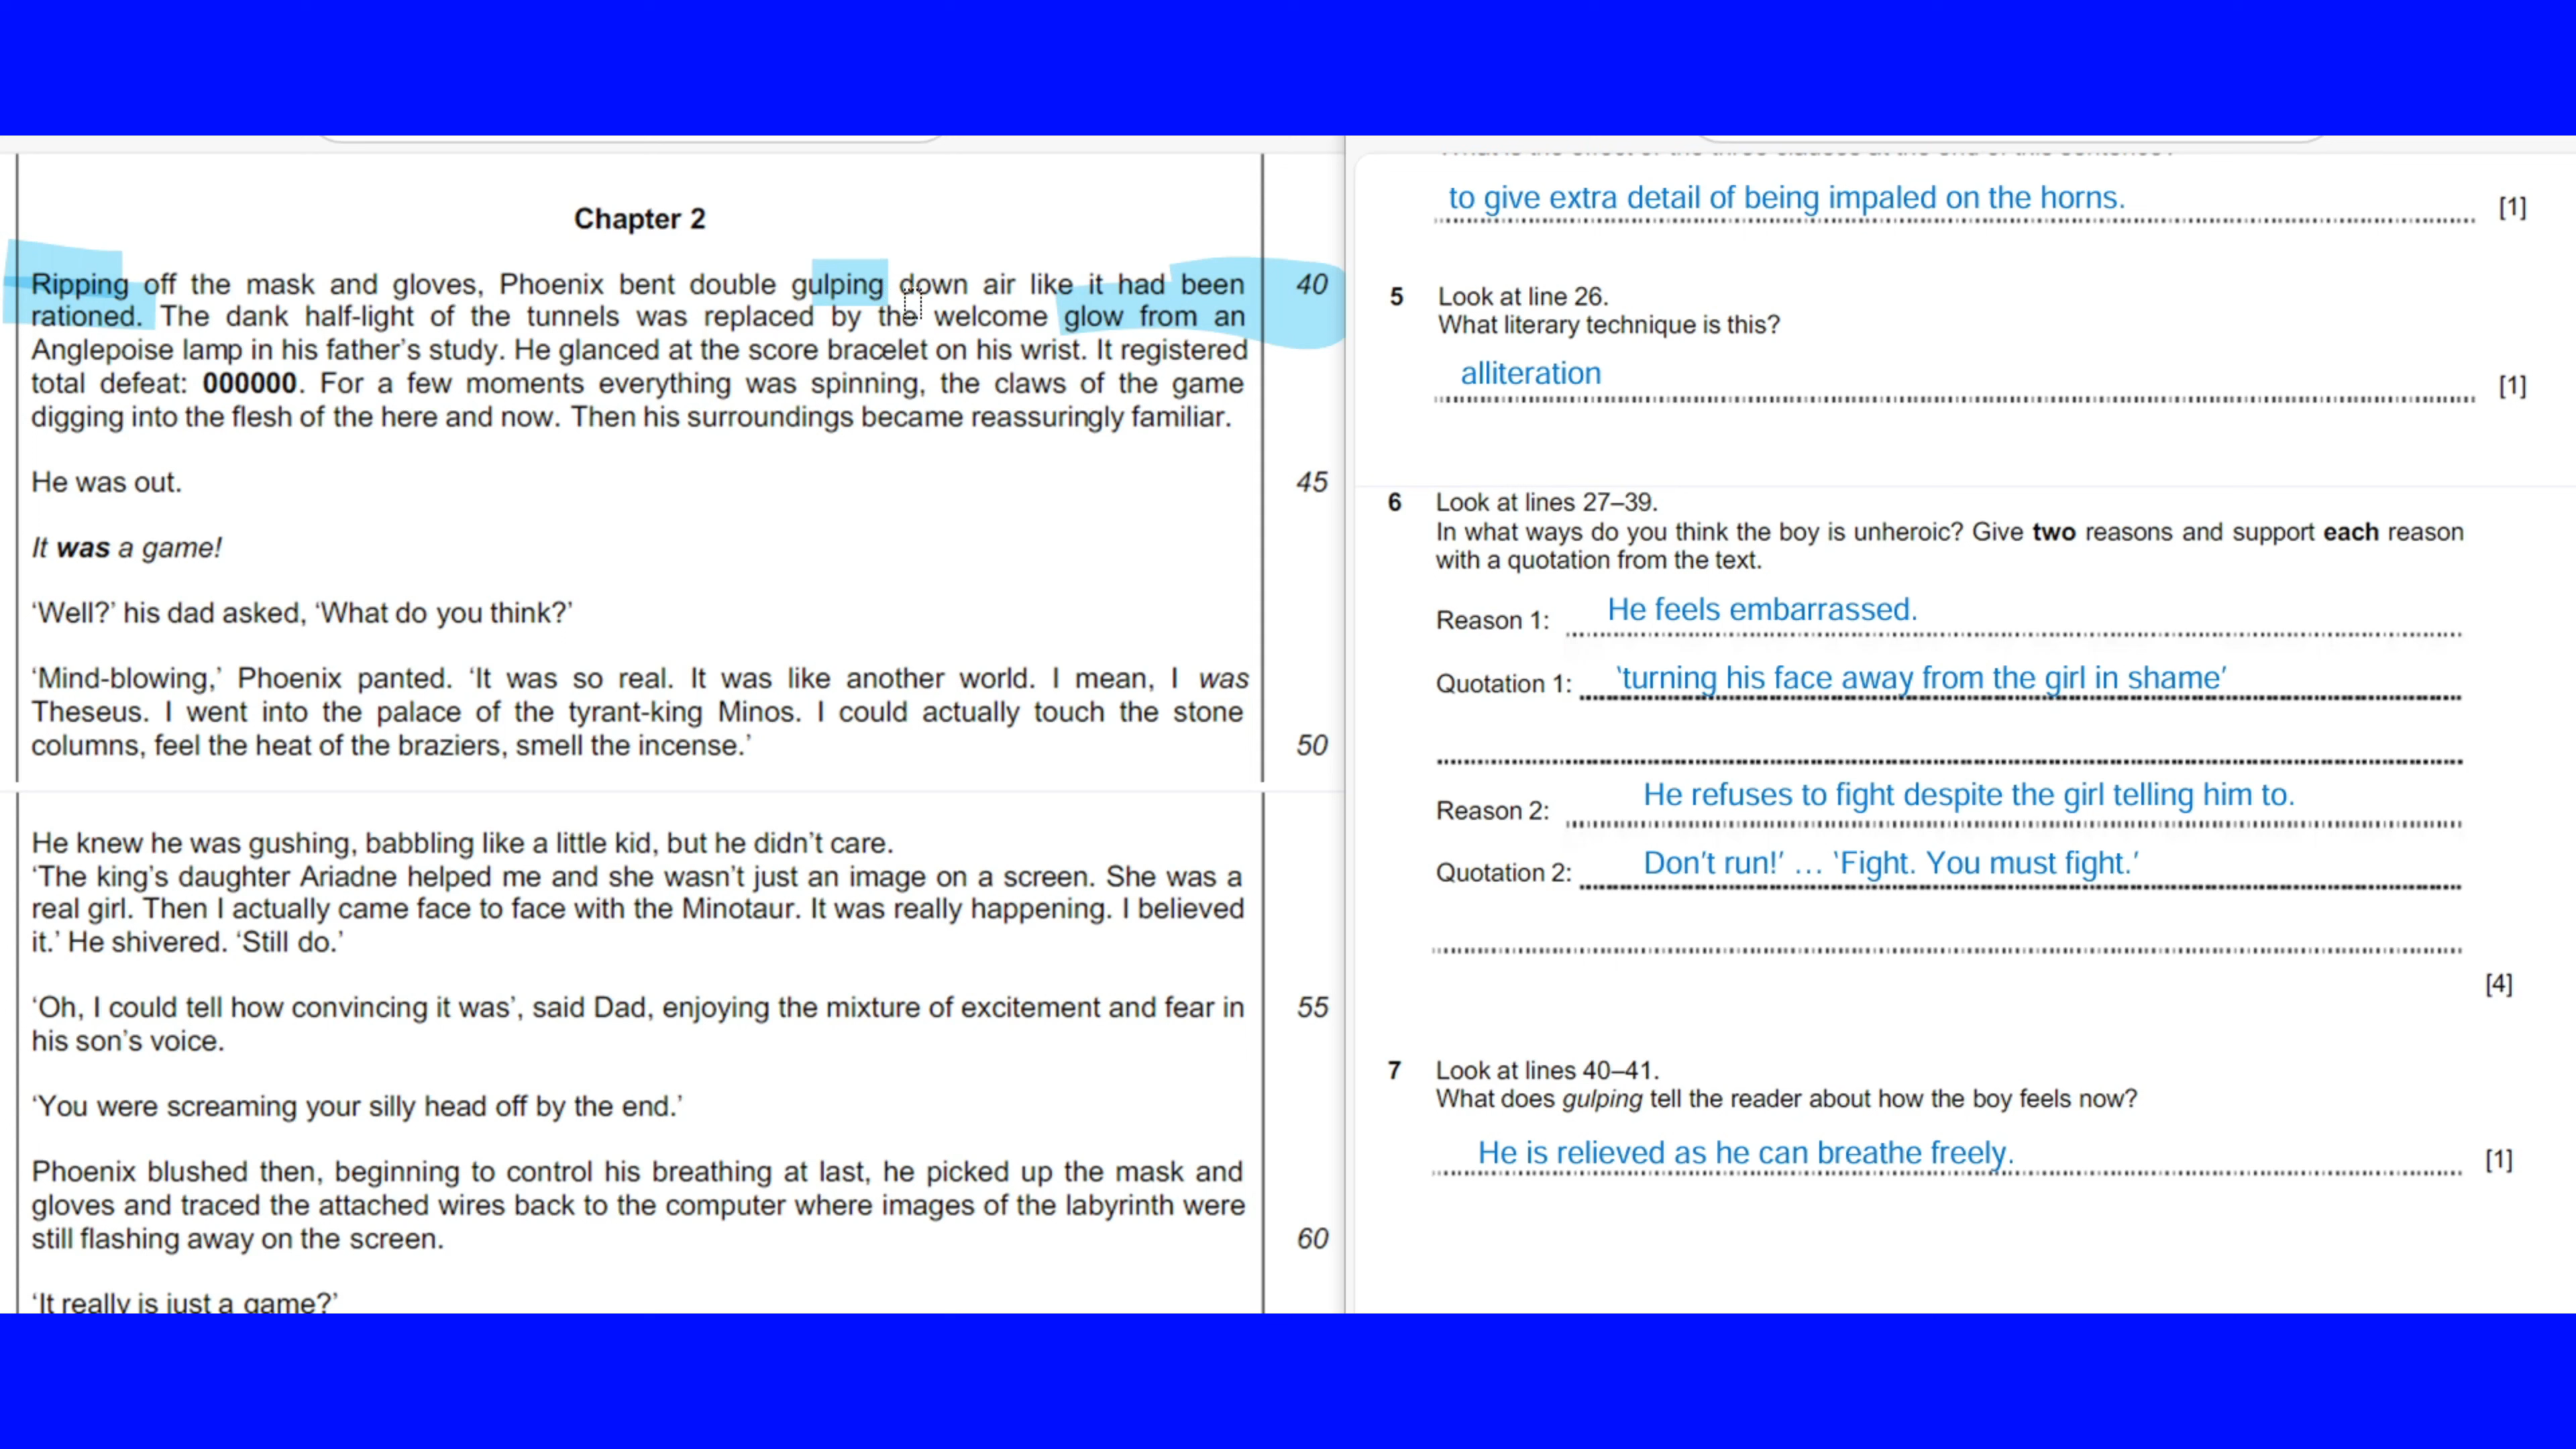 Chapter 2
Ripping off the mask and gloves, Phoenix bent double gulping down air like it had been 40
rationed. The dank half-light of the tunnels was replaced by the welcome glow from an
Anglepoise lamp in his father's study. He glanced at the score bracelet on his wrist. It registered
total defeat: 000000. For a few moments everything was spinning, the claws of the game
digging into the flesh of the here and now. Then his surroundings became reassuringly familiar.
He was out. 45
It was a game!
‘Well?’ his dad asked, ‘What do you think?’
‘Mind-blowing,’ Phoenix panted. ‘It was so real. It was like another world. I mean, I was
Theseus. I went into the palace of the tyrant-king Minos. I could actually touch the stone
columns, feel the heat of the braziers, smell the incense.’ 50
He knew he was gushing, babbling like a little kid, but he didn’t care.
‘The king’s daughter Ariadne helped me and she wasn’t just an image on a screen. She was a
real girl. Then I actually came face to face with the Minotaur. It was really happening. I believed
it.’ He shivered. ‘Still do.’
‘Oh, I could tell how convincing it was’, said Dad, enjoying the mixture of excitement and fear in 55
his son’s voice.
‘You were screaming your silly head off by the end.’
Phoenix blushed then, beginning to control his breathing at last, he picked up the mask and
gloves and traced the attached wires back to the computer where images of the labyrinth were
still flashing away on the screen. 60
‘It really is just a game?’
to give extra detail of being impaled on the horns. [1]
5 Look at line 26.
What literary technique is this?
alliteration [1]
6 Look at lines 27–39.
In what ways do you think the boy is unheroic? Give two reasons and support each reason
with a quotation from the text.
Reason 1: He feels embarrassed.
Quotation 1: ‘turning his face away from the girl in shame’
Reason 2: He refuses to fight despite the girl telling him to.
Quotation 2: Don’t run!’ … ‘Fight. You must fight.’
[4]
7 Look at lines 40–41.
What does gulping tell the reader about how the boy feels now?
He is relieved as he can breathe freely. [1]